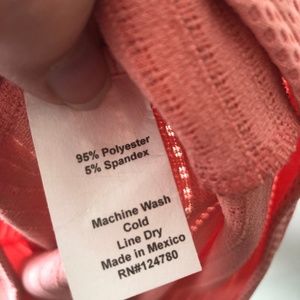 95% Polyester
5% Spandex
Machine Wash
Cold
Line Dry
Made in Mexico
RN#124780